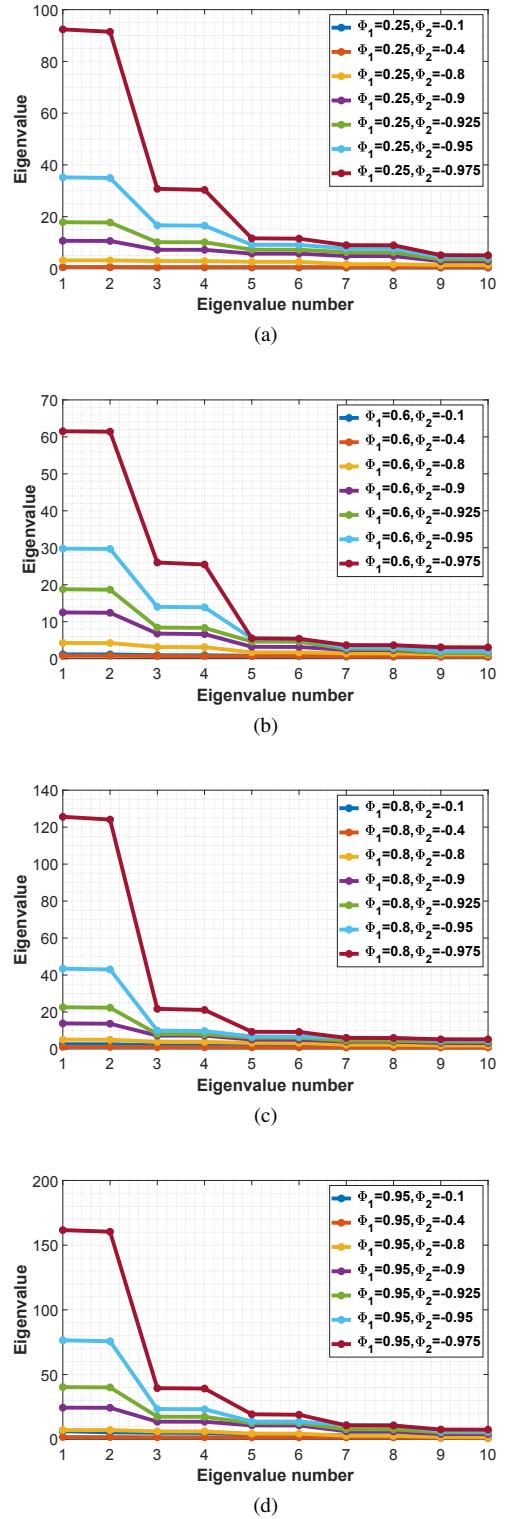 100
80
60
40
20
0
Eigenvalue
Φ1=0.25,Φ2=-0.1
Φ1=0.25,Φ2=-0.4
Φ1=0.25,Φ2=-0.8
Φ1=0.25,Φ2=-0.9
Φ1=0.25,Φ2=-0.925
Φ1=0.25,Φ2=-0.95
Φ1=0.25,Φ2=-0.975
1 2 3 4 5 6 7 8 9 10
Eigenvalue number
(a)
70
60
50
40
30
20
10
0
Eigenvalue
Φ1=0.6,Φ2=-0.1
Φ1=0.6,Φ2=-0.4
Φ1=0.6,Φ2=-0.8
Φ1=0.6,Φ2=-0.9
Φ1=0.6,Φ2=-0.925
Φ1=0.6,Φ2=-0.95
Φ1=0.6,Φ2=-0.975
1 2 3 4 5 6 7 8 9 10
Eigenvalue number
(b)
140
120
100
80
60
40
20
0
Eigenvalue
Φ1=0.8,Φ2=-0.1
Φ1=0.8,Φ2=-0.4
Φ1=0.8,Φ2=-0.8
Φ1=0.8,Φ2=-0.9
Φ1=0.8,Φ2=-0.925
Φ1=0.8,Φ2=-0.95
Φ1=0.8,Φ2=-0.975
1 2 3 4 5 6 7 8 9 10
Eigenvalue number
(c)
200
150
100
50
0
Eigenvalue
Φ1=0.95,Φ2=-0.1
Φ1=0.95,Φ2=-0.4
Φ1=0.95,Φ2=-0.8
Φ1=0.95,Φ2=-0.9
Φ1=0.95,Φ2=-0.925
Φ1=0.95,Φ2=-0.95
Φ1=0.95,Φ2=-0.975
1 2 3 4 5 6 7 8 9 10
Eigenvalue number
(d)